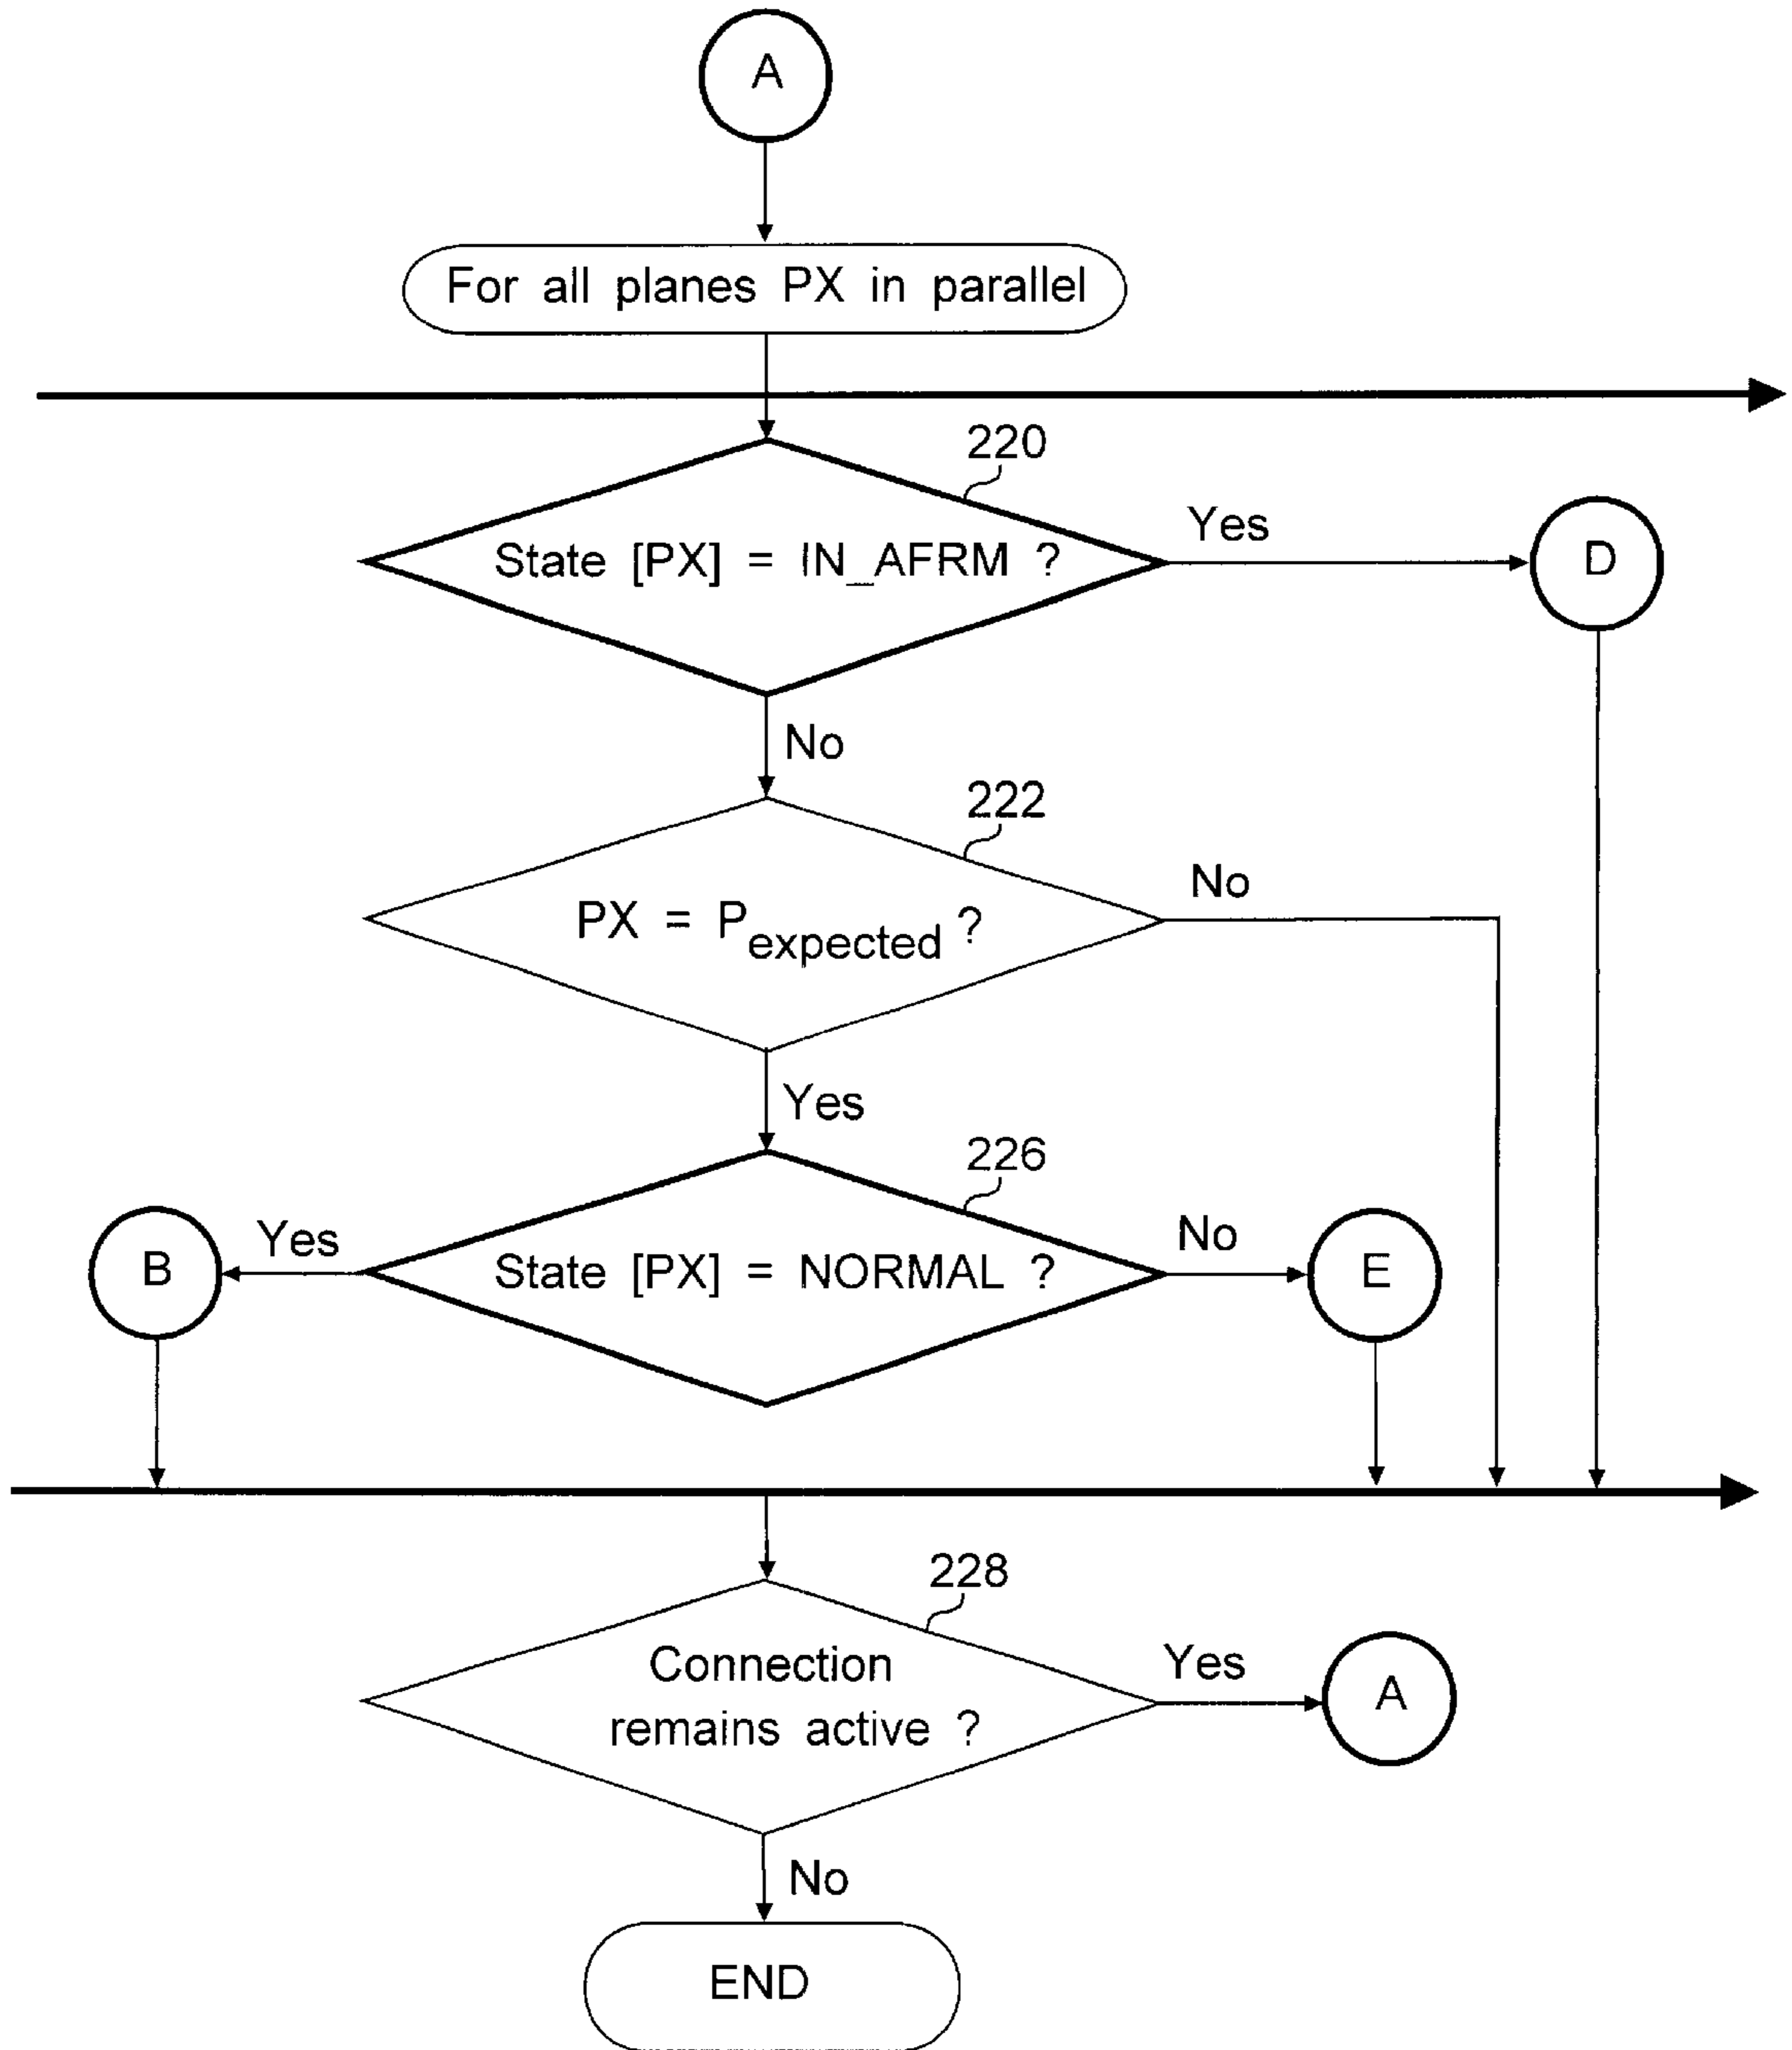 A
For all planes PX in parallel
220
State [PX] = IN_AFRM ?
Yes
D
No
222
PX = Pexpected ?
No
Yes
226
B
Yes
State [PX] = NORMAL ?
No
E
228
Connection
remains active ?
Yes
A
No
END